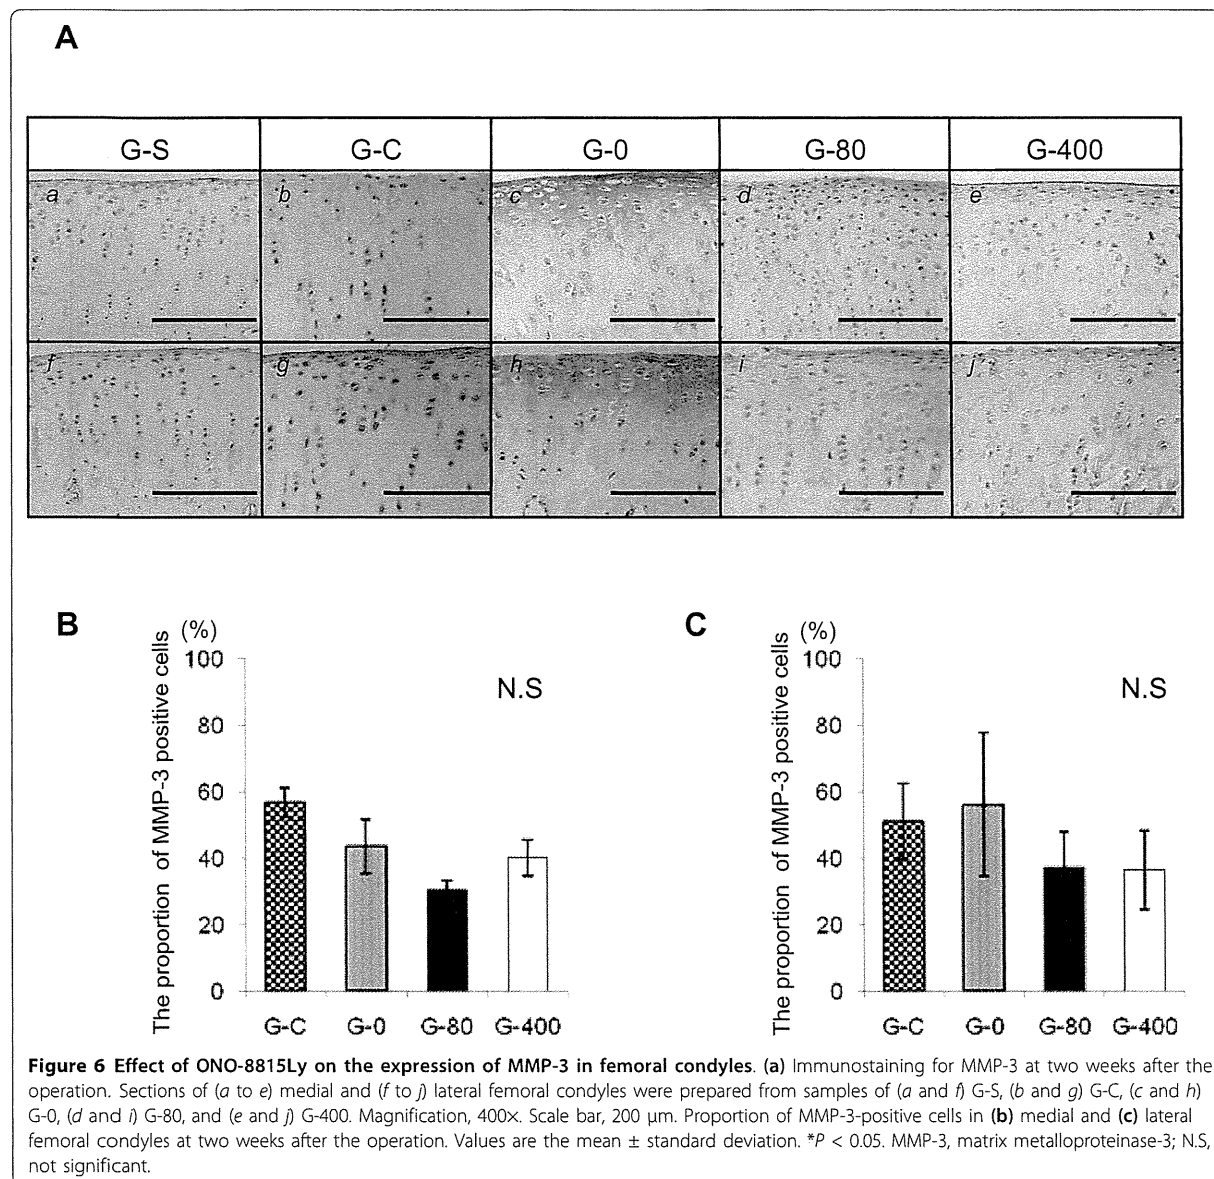 A
G-S G-C G-0 G-80 G-400
a b c d e
f g h i j
B (%)
The proportion of MMP-3 positive cells
100
80
60
40
20
0
N.S
G-C G-0 G-80 G-400
C (%)
The proportion of MMP-3 positive cells
100
80
60
40
20
0
N.S
G-C G-0 G-80 G-400
Figure 6 Effect of ONO-8815Ly on the expression of MMP-3 in femoral condyles. (a) Immunostaining for MMP-3 at two weeks after the
operation. Sections of (a to e) medial and (f to j) lateral femoral condyles were prepared from samples of (a and f) G-S, (b and g) G-C, (c and h)
G-0, (d and i) G-80, and (e and j) G-400. Magnification, 400×. Scale bar, 200 μm. Proportion of MMP-3-positive cells in (b) medial and (c) lateral
femoral condyles at two weeks after the operation. Values are the mean ± standard deviation. *P < 0.05. MMP-3, matrix metalloproteinase-3; N.S,
not significant.